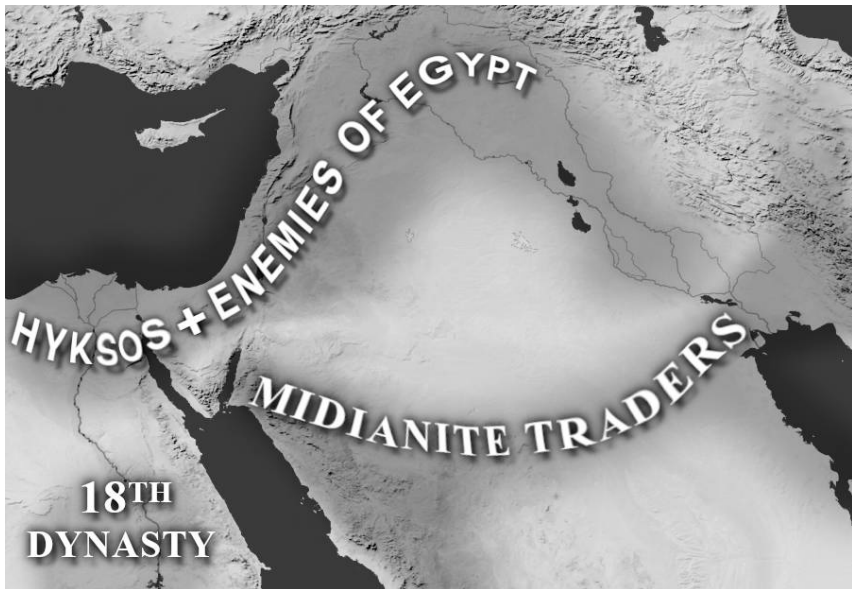 HYKSOS + ENEMIES OF EGYPT
MIDIANITE TRADERS
18TH
DYNASTY